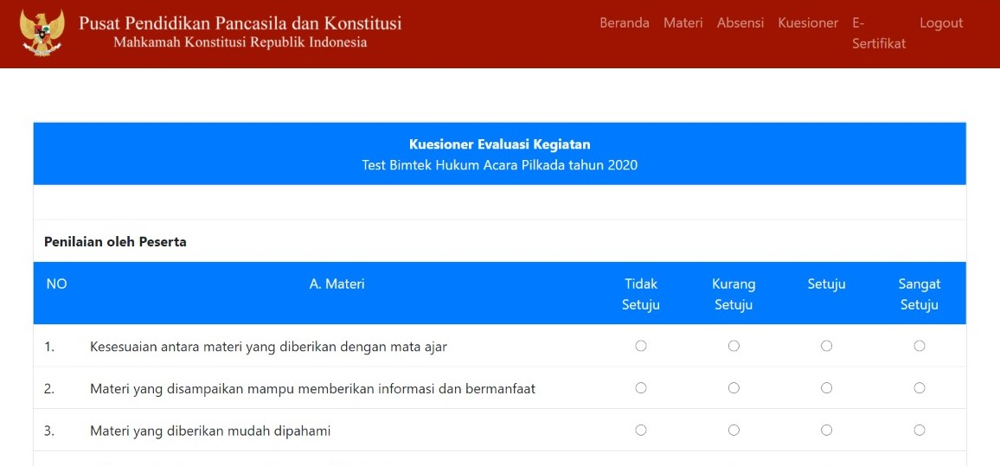 Pusat Pendidikan Pancasila dan Konstitusi
Mahkamah Konstitusi Republik Indonesia
Beranda Materi Absensi Kuesioner E-
Sertifikat Logout
Kuesioner Evaluasi Kegiatan
Test Bimtek Hukum Acara Pilkada tahun 2020
Penilaian oleh Peserta
NO A. Materi Tidak Setuju Kurang Setuju Setuju Sangat Setuju
1. Kesesuaian antara materi yang diberikan dengan mata ajar
2. Materi yang disampaikan mampu memberikan informasi dan bermanfaat
3. Materi yang diberikan mudah dipahami